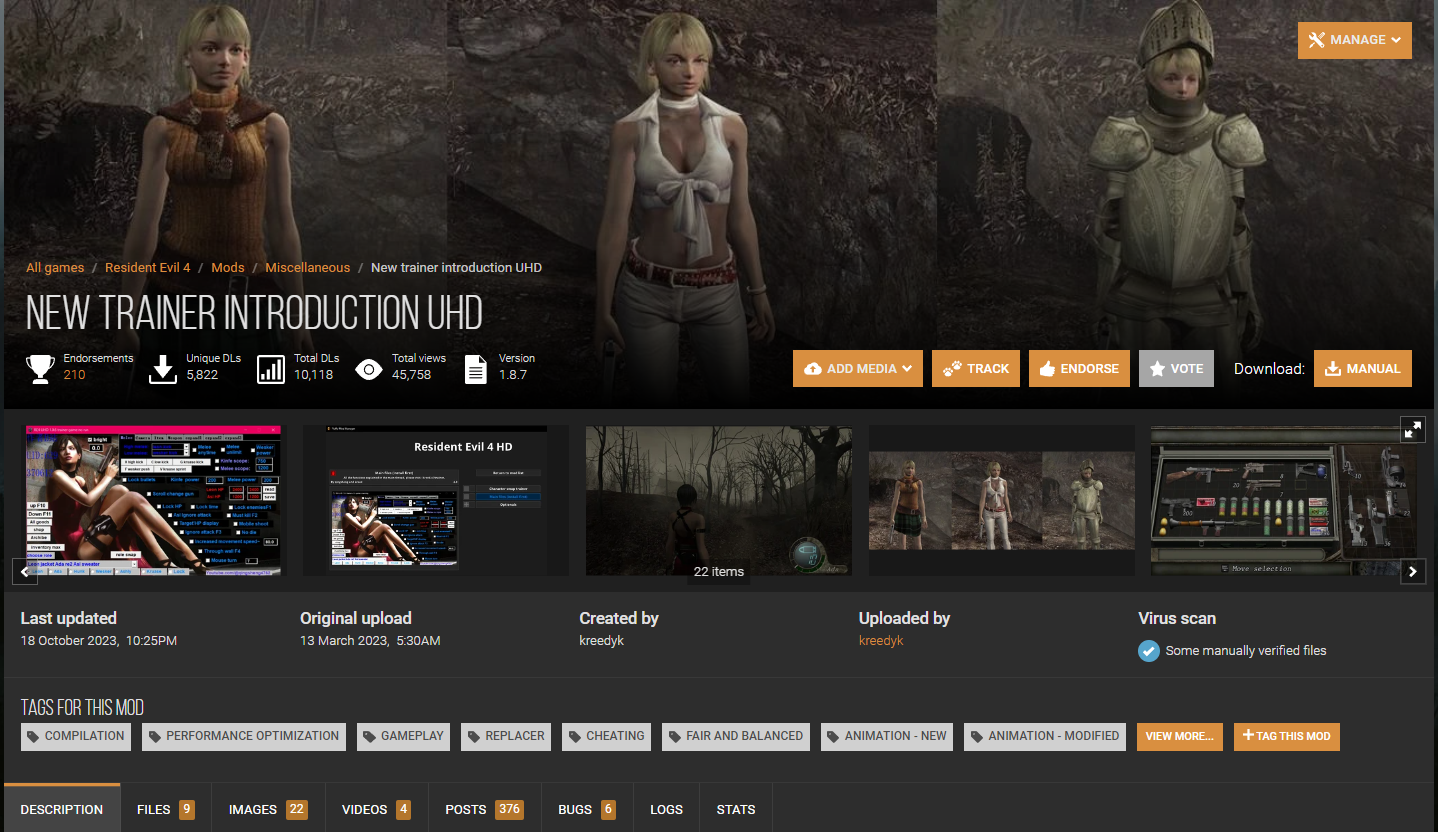 MANAGE
All games / Resident Evil 4 / Mods / Miscellaneous / New trainer introduction UHD
NEW TRAINER INTRODUCTION UHD
Endorsements
210
Unique DLs
5,822
Total DLs
10,118
Total views
45,758
Version
1.8.7
ADD MEDIA
TRACK
ENDORSE
VOTE
Download:
MANUAL
bright
Resident Evil 4 HD
22 items
Move selection
Last updated
18 October 2023, 10:25PM
Original upload
13 March 2023, 5:30AM
Created by
kreedyk
Uploaded by
kreedyk
Virus scan
Some manually verified files
TAGS FOR THIS MOD
COMPILATION
PERFORMANCE OPTIMIZATION
GAMEPLAY
REPLACER
CHEATING
FAIR AND BALANCED
ANIMATION - NEW
ANIMATION - MODIFIED
VIEW MORE...
TAG THIS MOD
DESCRIPTION
FILES 9
IMAGES 22
VIDEOS 4
POSTS 376
BUGS 6
LOGS
STATS